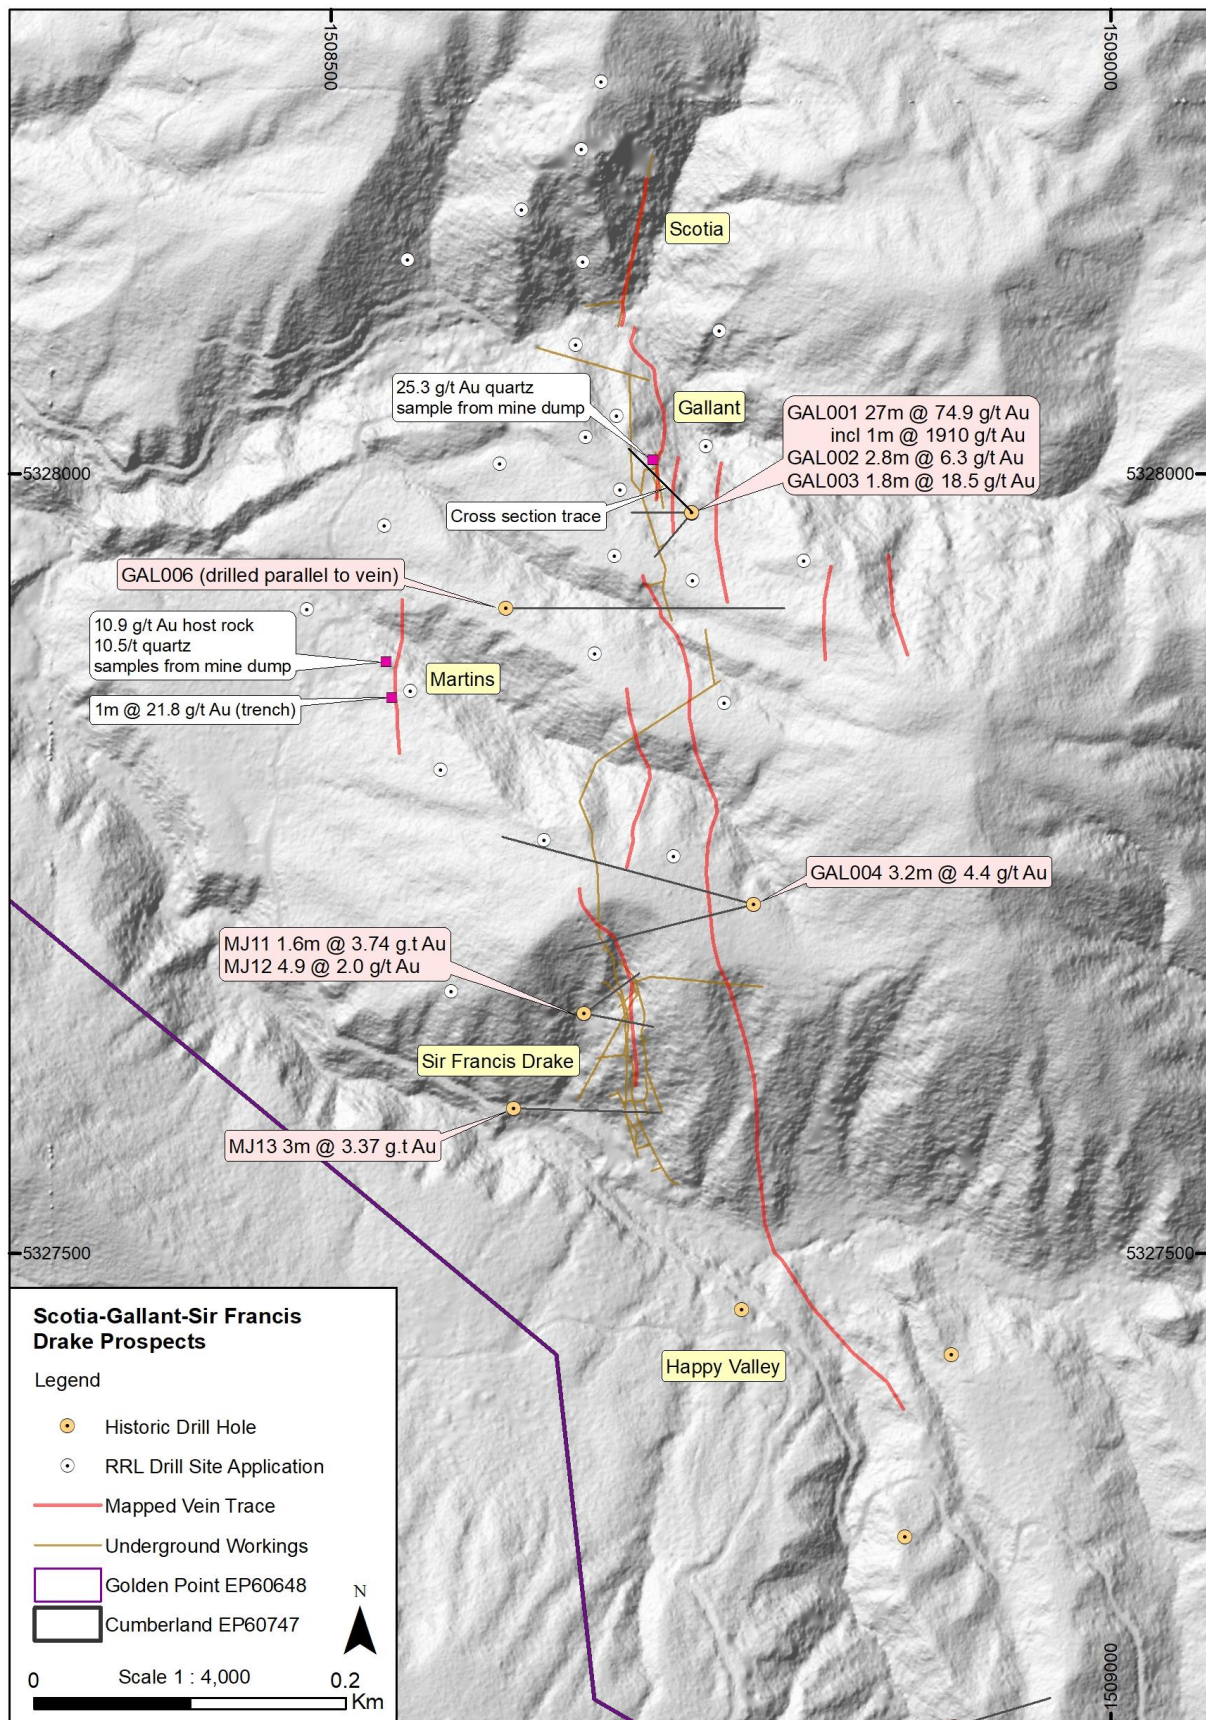 1508500
1509000
Scotia
25.3 g/t Au quartz
sample from mine dump
Gallant
GAL001 27m @ 74.9 g/t Au
incl 1m @ 1910 g/t Au
GAL002 2.8m @ 6.3 g/t Au
GAL003 1.8m @ 18.5 g/t Au
5328000
5328000
Cross section trace
GAL006 (drilled parallel to vein)
10.9 g/t Au host rock
10.5/t quartz
samples from mine dump
Martins
1m @ 21.8 g/t Au (trench)
GAL004 3.2m @ 4.4 g/t Au
MJ11 1.6m @ 3.74 g.t Au
MJ12 4.9 @ 2.0 g/t Au
Sir Francis Drake
MJ13 3m @ 3.37 g.t Au
5327500
5327500
Happy Valley
Scotia-Gallant-Sir Francis
Drake Prospects
Legend
Historic Drill Hole
RRL Drill Site Application
Mapped Vein Trace
Underground Workings
Golden Point EP60648
Cumberland EP60747
N
Scale 1 : 4,000
0 0.2
Km
1509000